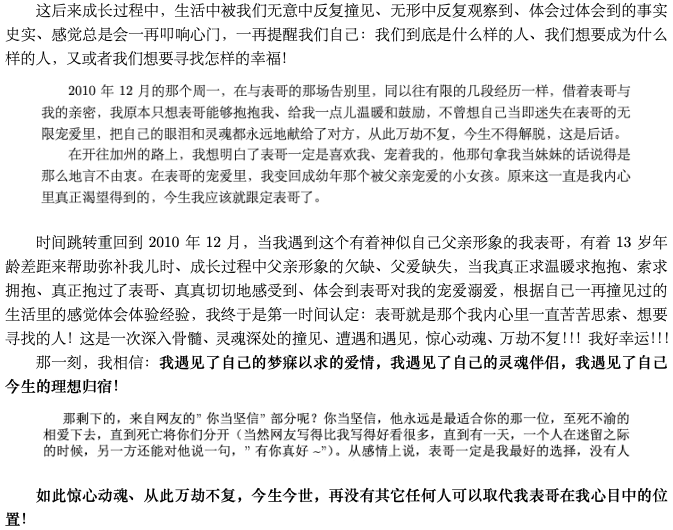 这后来成长过程中，生活中被我们无意中反复撞见、无形中反复观察到、体会过体会到的事实
史实、感觉总是会一再叩响心门，一再提醒我们自己：我们到底是什么样的人、我们想要成为什么
样的人，又或者我们想要寻找怎样的幸福！
2010 年 12 月的那个周一，在与表哥的那场告别里，同以往有限的几段经历一样，借着表哥与
我的亲密，我原本只想表哥能够抱抱我、给我一点儿温暖和鼓励，不曾想自己当即迷失在表哥的无
限宠爱里，把自己的眼泪和灵魂都永远地献给了对方，从此万劫不复，今生不得解脱，这是后话。
在开往加州的路上，我想明白了表哥一定是喜欢我、宠着我的，他那句拿我当妹妹的话说得是
那么地言不由衷。在表哥的宠爱里，我变回成幼年那个被父亲宠爱的小女孩。原来这一直是我内心
里真正渴望得到的，今生我应该就跟定表哥了。
时间跳转重回到 2010 年 12 月，当我遇到这个有着神似自己父亲形象的我表哥，有着 13 岁年
龄差距来帮助弥补我儿时、成长过程中父亲形象的欠缺、父爱缺失，当我真正求温暖求抱抱、索求
拥抱、真正抱过了表哥、真真切切地感受到、体会到表哥对我的宠爱溺爱，根据自己一再撞见过的
生活里的感觉体会体验经验，我终于是第一时间认定：表哥就是那个我内心里一直苦苦思索、想要
寻找的人！这是一次深入骨髓、灵魂深处的撞见、遭遇和遇见，惊心动魂、万劫不复！！！我好幸运！！！
那一刻，我相信：我遇见了自己的梦寐以求的爱情，我遇见了自己的灵魂伴侣，我遇见了自己
今生的理想归宿！
那剩下的，来自网友的” 你当坚信” 部分呢？你当坚信，他永远是最适合你的那一位，至死不渝的
相爱下去，直到死亡将你们分开（当然网友写得比我写得好看很多，直到有一天，一个人在迷留之际
的时候，另一方还能对他说一句，” 有你真好 ~”）。从感情上说，表哥一定是我最好的选择，没有人
如此惊心动魂、从此万劫不复，今生今世，再没有其它任何人可以取代我表哥在我心目中的位
置！